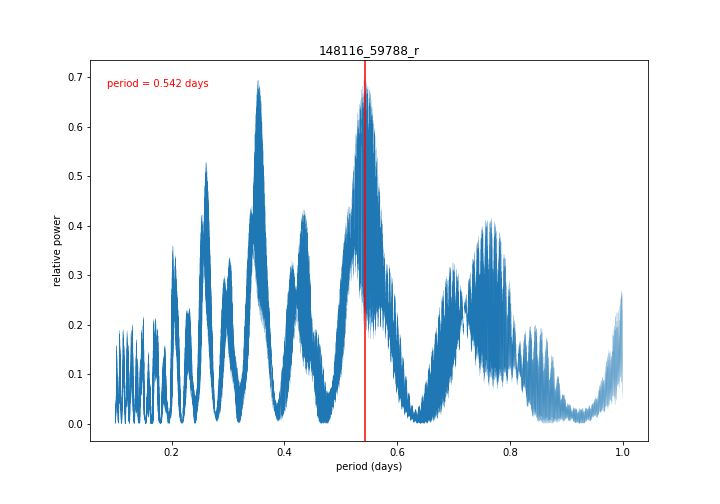 148116_59788_r
period = 0.542 days
relative power
0.7
0.6
0.5
0.4
0.3
0.2
0.1
0.0
0.2 0.4 0.6 0.8 1.0
period (days)